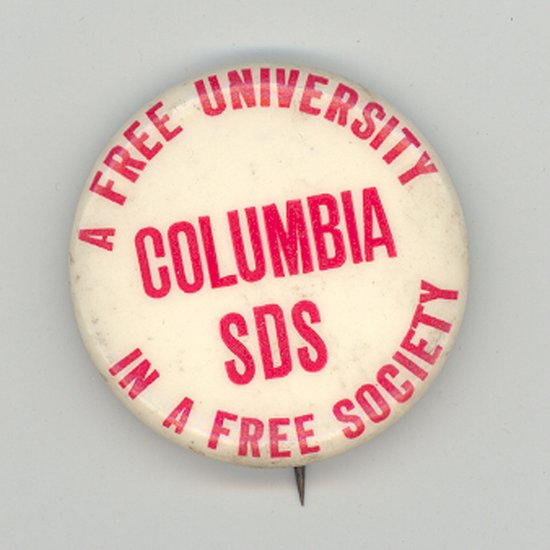 A FREE UNIVERSITY
COLUMBIA
SDS
IN A FREE SOCIETY